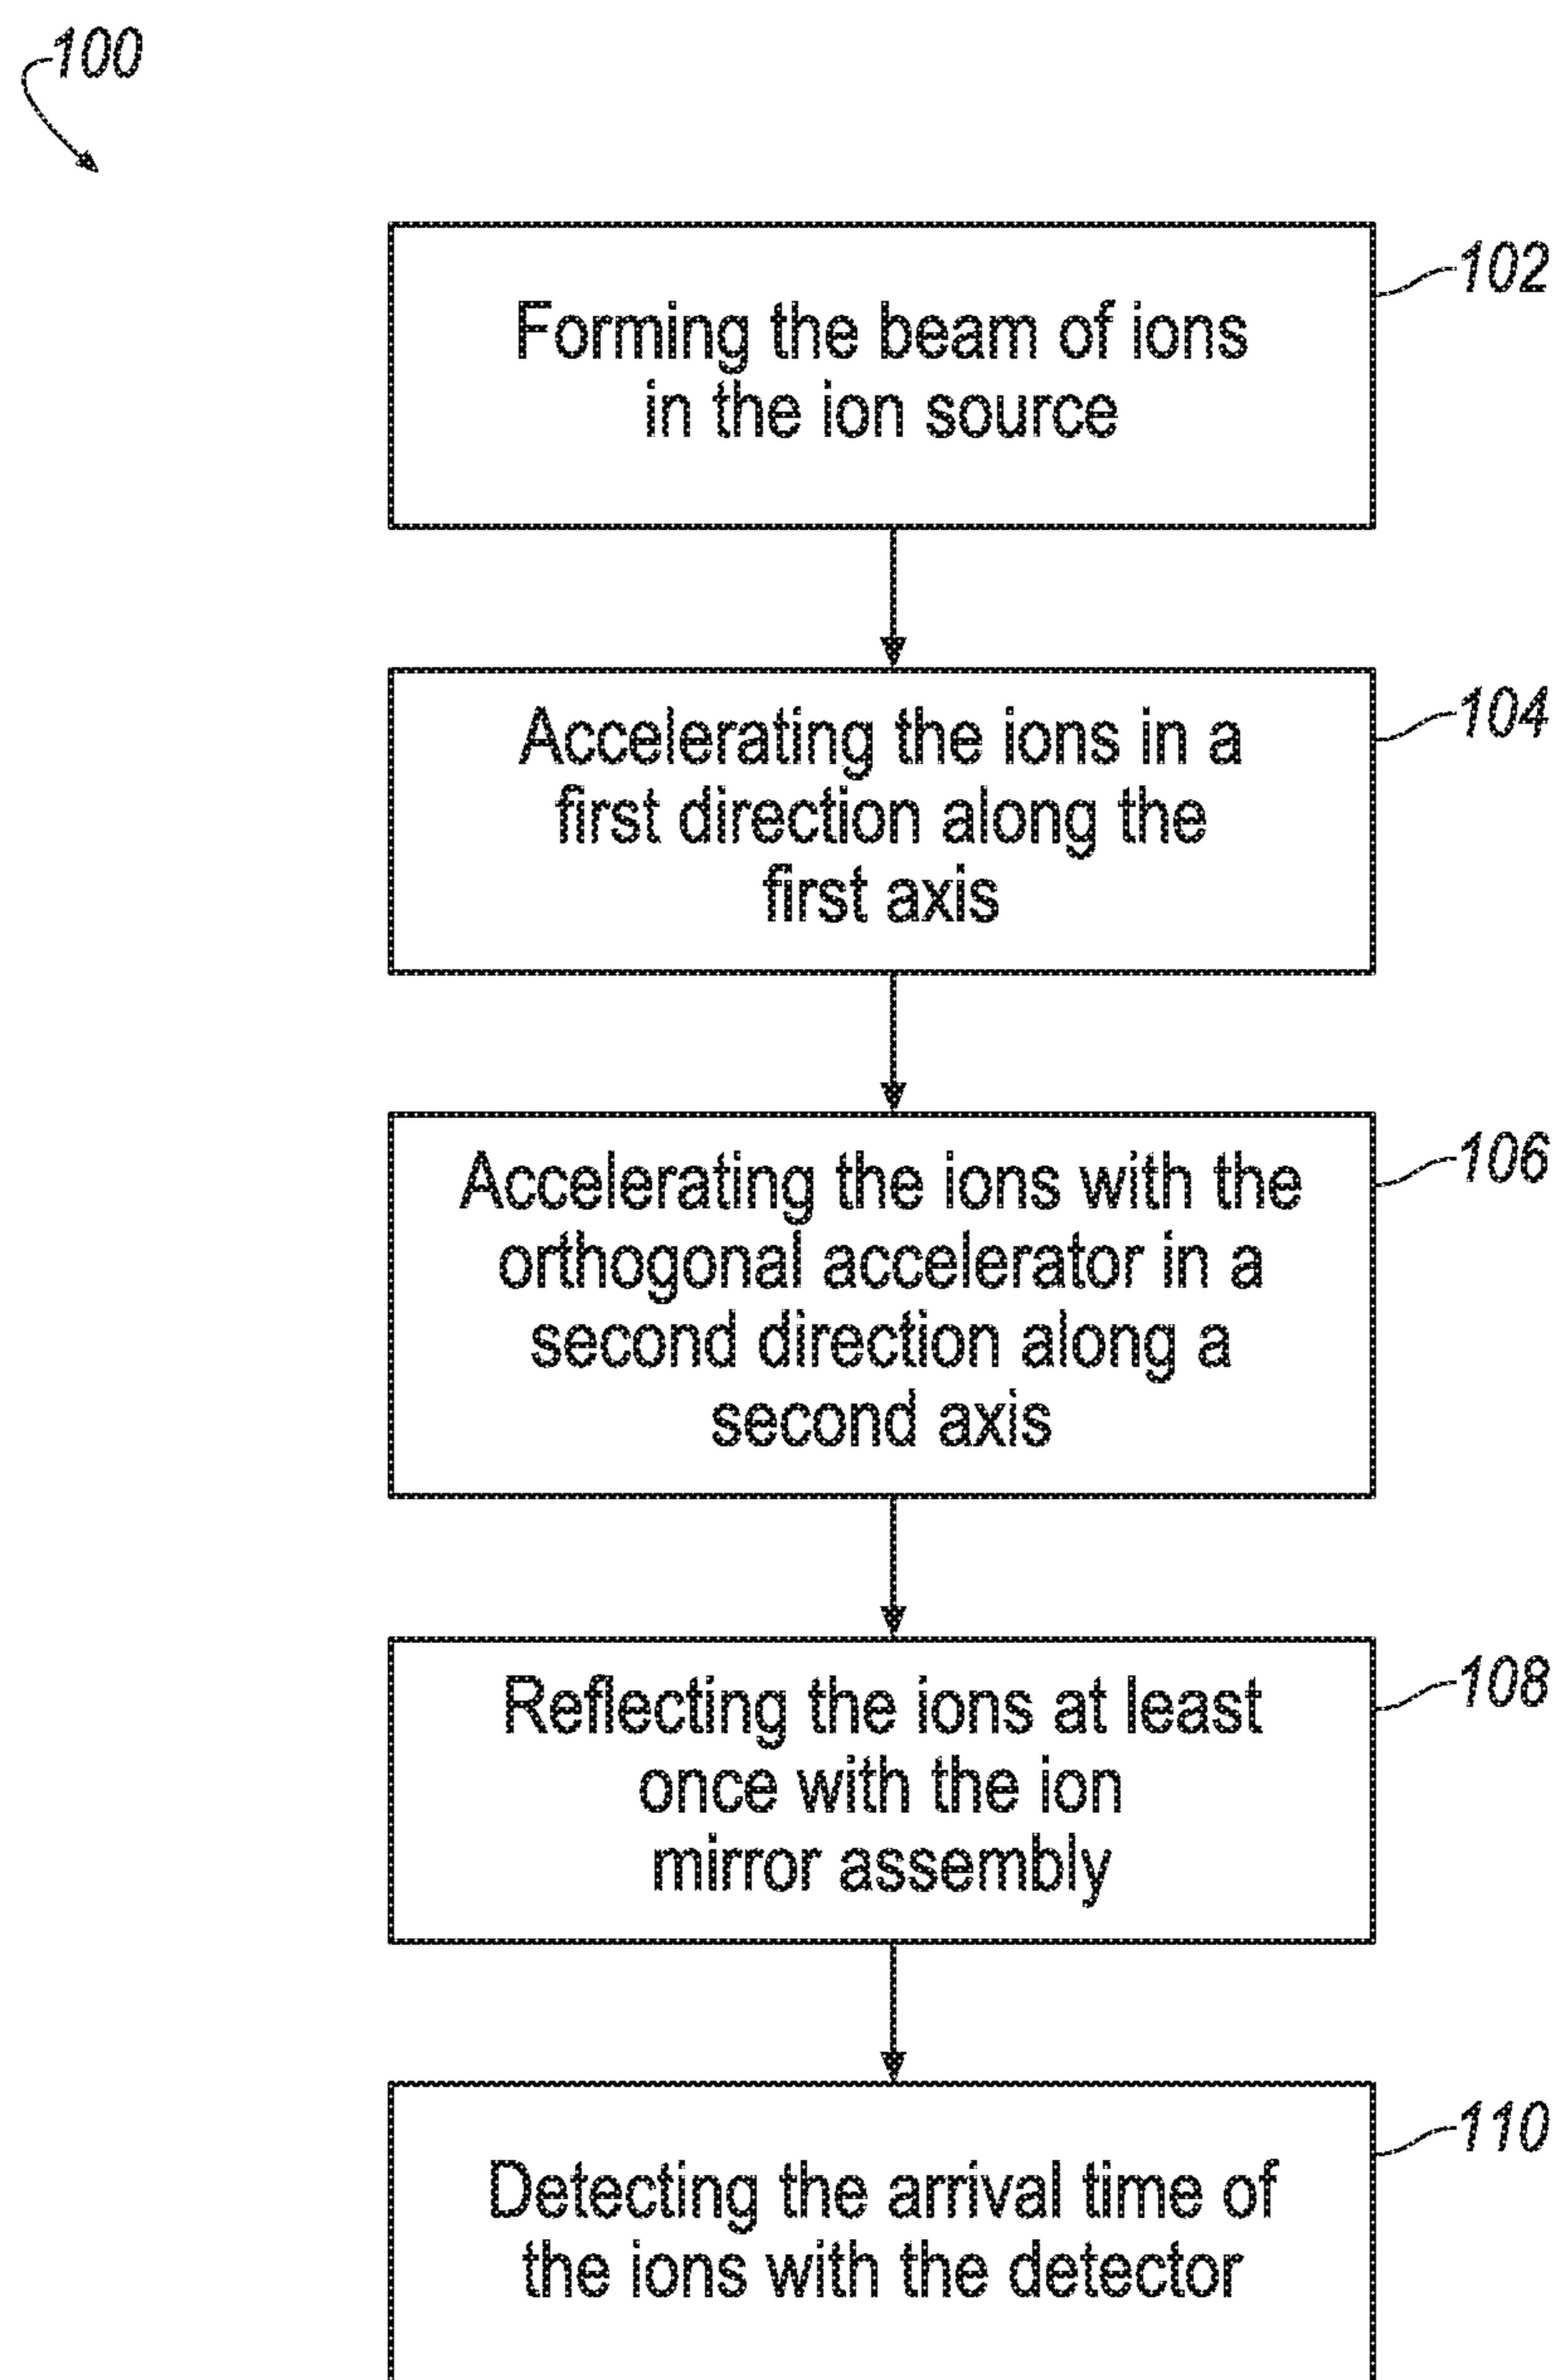 100
102
Forming the beam of ions
in the ion source
104
Accelerating the ions in a
first direction along the
first axis
106
Accelerating the ions with the
orthogonal accelerator in a
second direction along a
second axis
108
Reflecting the ions at least
once with the ion
mirror assembly
110
Detecting the arrival time of
the ions with the detector